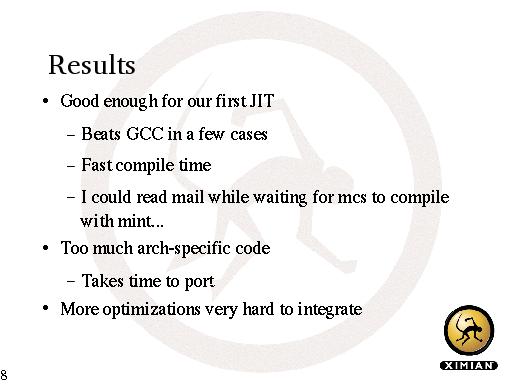 Results
• Good enough for our first JIT
– Beats GCC in a few cases
– Fast compile time
– I could read mail while waiting for mcs to compile
with mint...
• Too much arch-specific code
– Takes time to port
• More optimizations very hard to integrate
XIMIAN
8